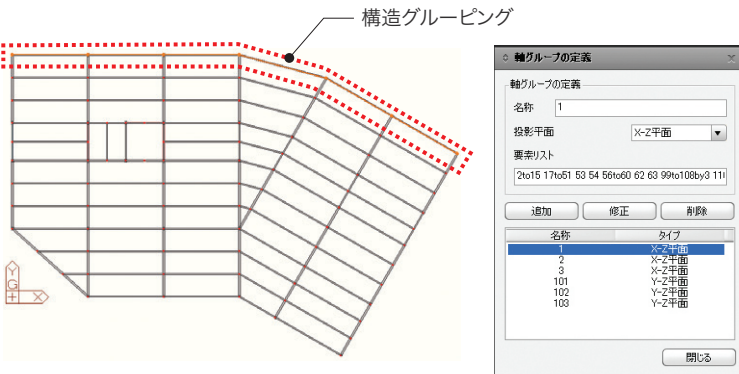 構造グルーピング
Y
G
X
軸グループの定義
軸グループの定義
名称 1
投影平面 X-Z平面
要素リスト
2to15 17to51 53 54 56to60 62 63 99to108by3 11
追加 修正 削除
名称 タイプ
1 X-Z平面
2 X-Z平面
3 X-Z平面
101 Y-Z平面
102 Y-Z平面
103 Y-Z平面
閉じる